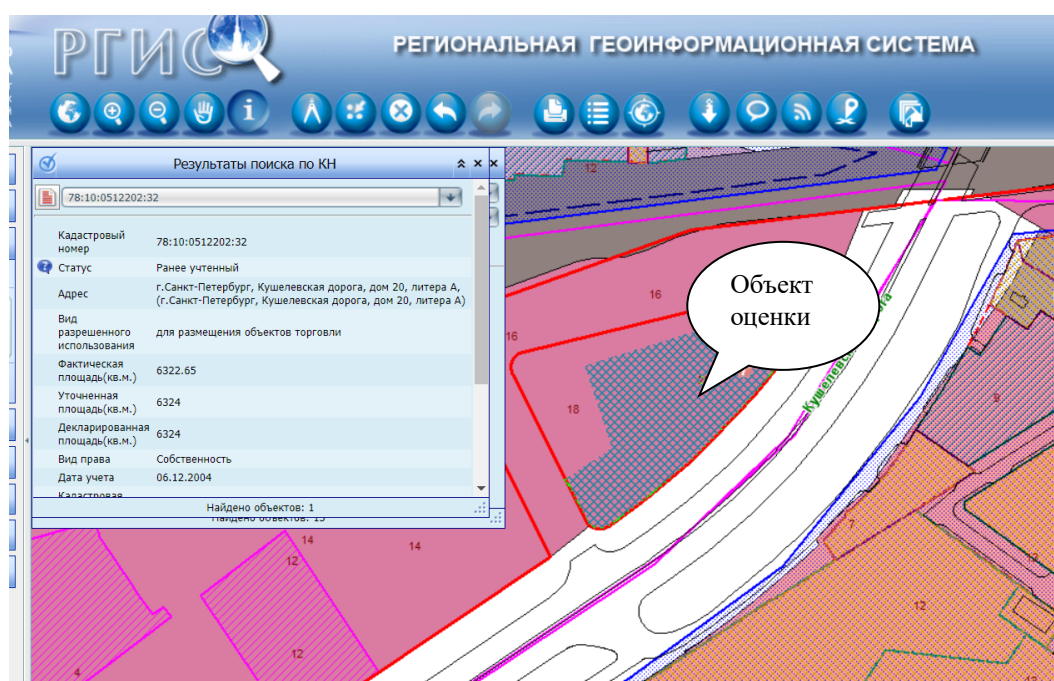 РГИС
РЕГИОНАЛЬНАЯ ГЕОИНФОРМАЦИОННАЯ СИСТЕМА
Результаты поиска по КН
78:10:0512202:32
Кадастровый
номер
78:10:0512202:32
Статус
Ранее учтенный
Адрес
г.Санкт-Петербург, Кушелевская дорога, дом 20, литера А,
(г.Санкт-Петербург, Кушелевская дорога, дом 20, литера А)
Вид
разрешенного
использования
для размещения объектов торговли
Фактическая
площадь(кв.м.)
6322.65
Уточненная
площадь(кв.м.)
6324
Декларированная
площадь(кв.м.)
6324
Вид права
Собственность
Дата учета
06.12.2004
Кадастровая
Найдено объектов: 1
Найдено объектов: 15
Объект
оценки
12
16
16
18
9
7
14
14
12
12
12
4